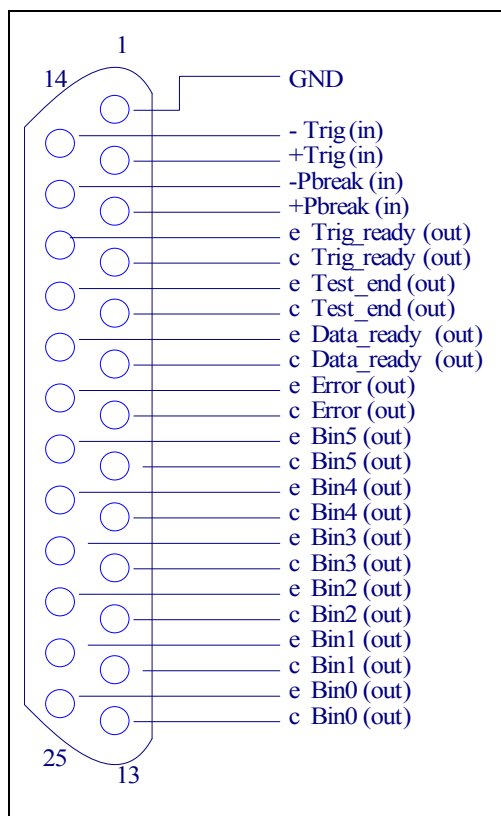 1
14
GND
- Trig (in)
+Trig (in)
-Pbreak (in)
+Pbreak (in)
e Trig_ready (out)
c Trig_ready (out)
e Test_end (out)
c Test_end (out)
e Data_ready (out)
c Data_ready (out)
e Error (out)
c Error (out)
e Bin5 (out)
c Bin5 (out)
e Bin4 (out)
c Bin4 (out)
e Bin3 (out)
c Bin3 (out)
e Bin2 (out)
c Bin2 (out)
e Bin1 (out)
c Bin1 (out)
e Bin0 (out)
c Bin0 (out)
25
13